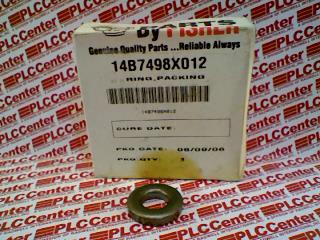 By PARTS
FISHER
Genuine Quality Parts ...Reliable Always
14B7498X012
RING, PACKING
14B7498X012
CURE DATE:
PKG DATE: 08/09/06
PKG QTY: 1
PLCCenter